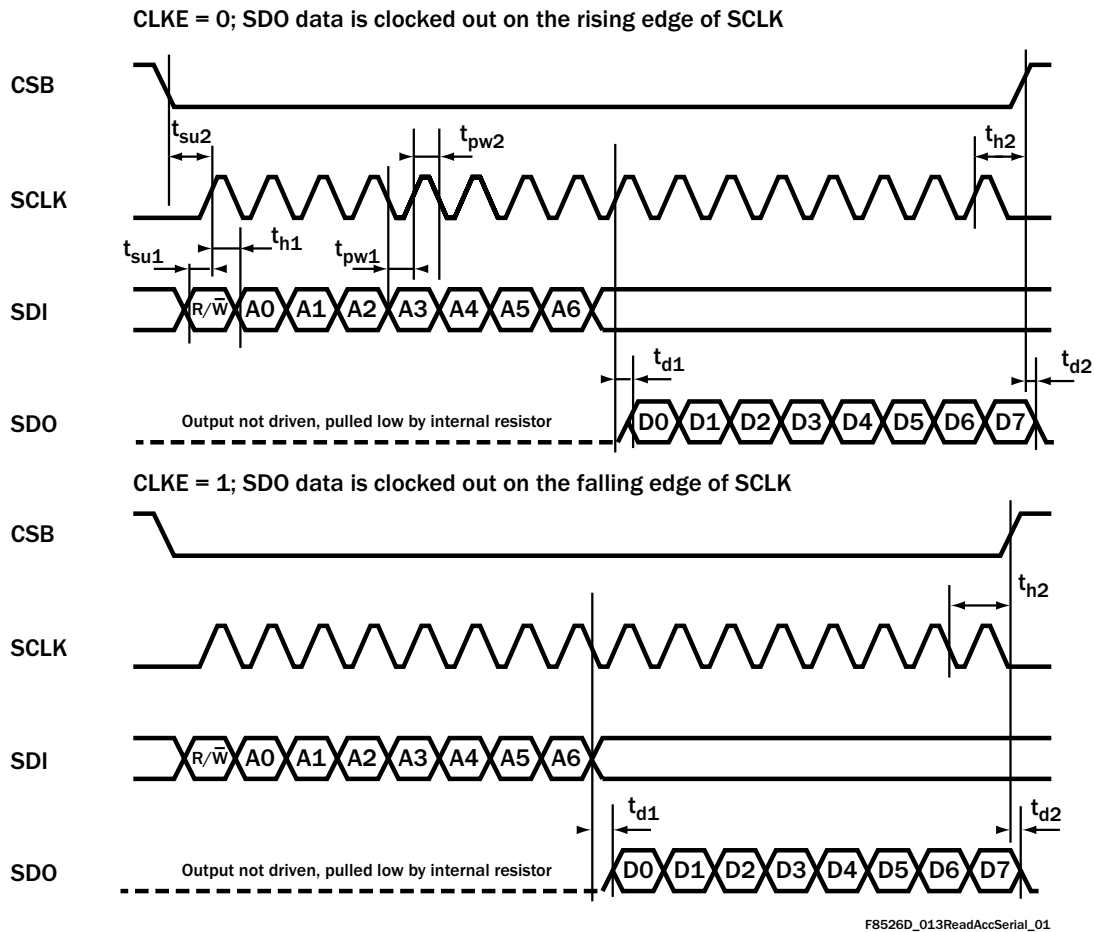 CLKE = 0; SDO data is clocked out on the rising edge of SCLK
CSB
tsu2
tpw2
th2
SCLK
tsu1
th1
tpw1
SDI
R/W̅ A0 A1 A2 A3 A4 A5 A6
td1
td2
SDO
Output not driven, pulled low by internal resistor
D0 D1 D2 D3 D4 D5 D6 D7
CLKE = 1; SDO data is clocked out on the falling edge of SCLK
CSB
th2
SCLK
SDI
R/W̅ A0 A1 A2 A3 A4 A5 A6
td1
td2
SDO
Output not driven, pulled low by internal resistor
D0 D1 D2 D3 D4 D5 D6 D7
F8526D_013ReadAccSerial_01